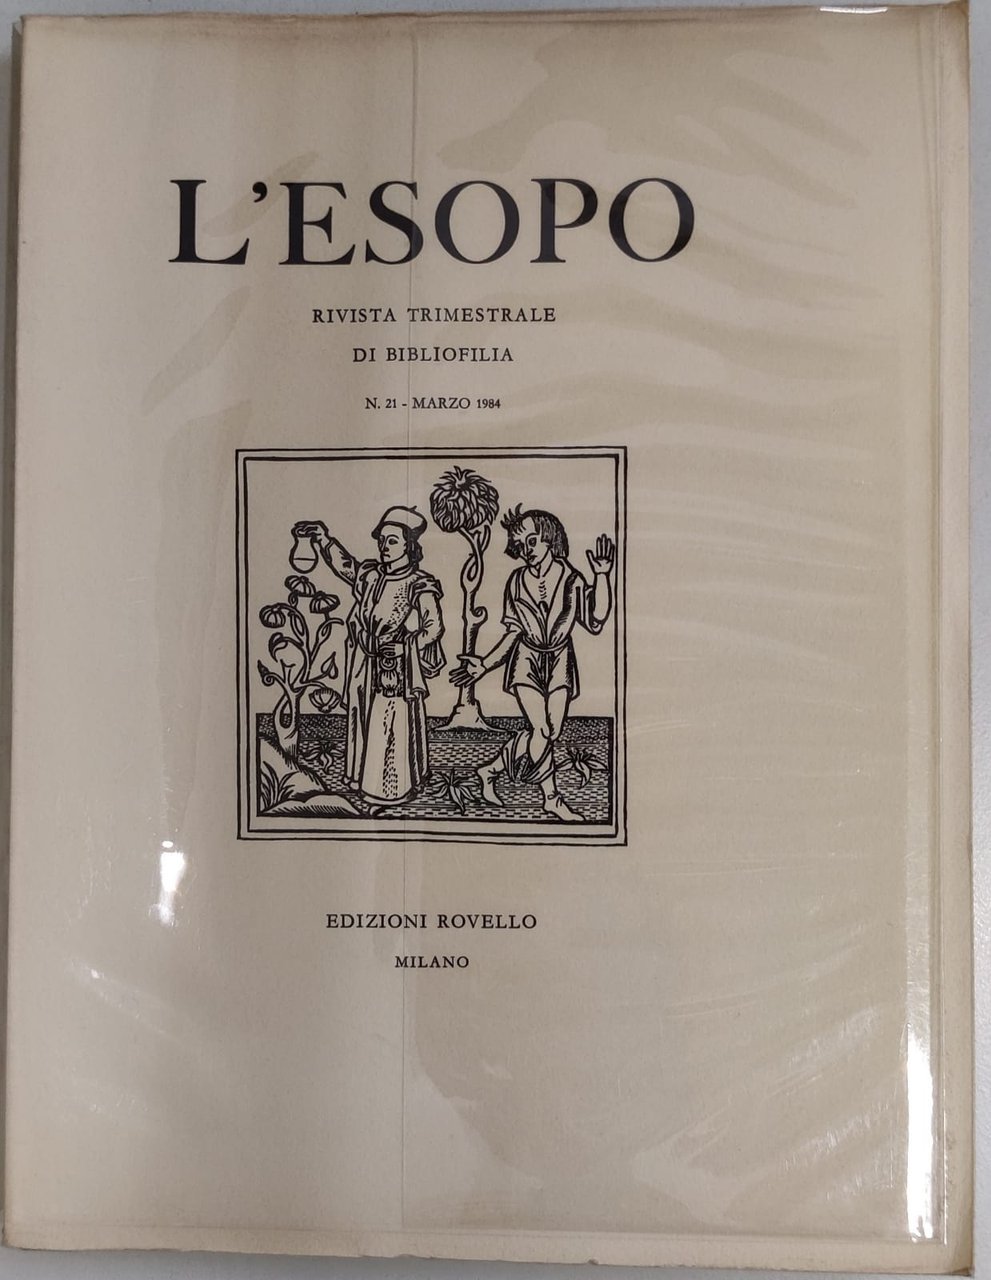 L'ESOPO
RIVISTA TRIMESTRALE
DI BIBLIOFILIA
N. 21 - MARZO 1984
EDIZIONI ROVELLO
MILANO